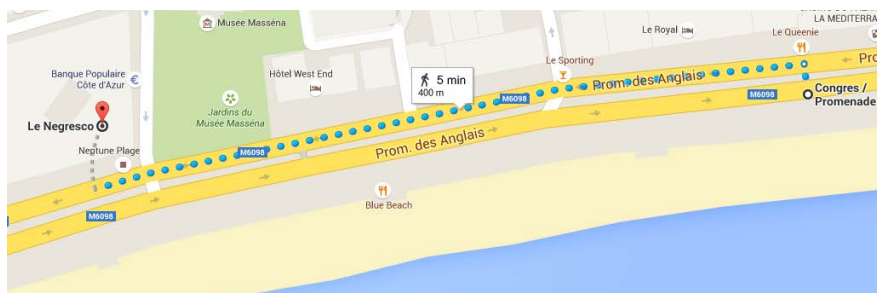 Musée Masséna
Le Royal
LA MEDITERRA
Le Queenie
Banque Populaire
Côte d'Azur
Hôtel West End
Le Sporting
5 min
400 m
M6098
Prom. des Anglais
Pro
Congres /
Promenade
M6098
Jardins du
Musée Masséna
Le Negresco
Neptune Plage
M6098
Prom. des Anglais
M6098
Blue Beach